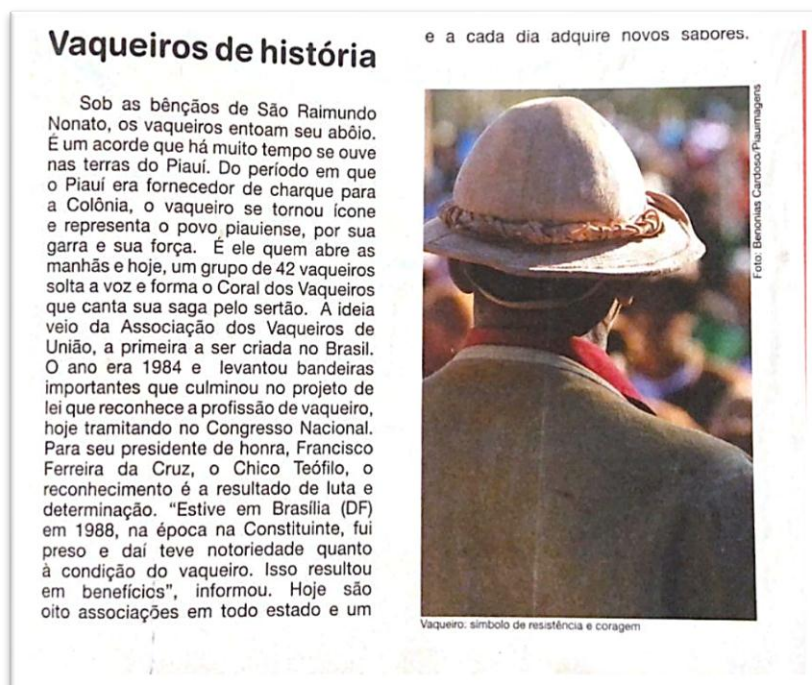 Vaqueiros de história
Sob as bênçãos de São Raimundo
Nonato, os vaqueiros entoam seu abôio.
É um acorde que há muito tempo se ouve
nas terras do Piauí. Do período em que
o Piauí era fornecedor de charque para
a Colônia, o vaqueiro se tornou ícone
e representa o povo piauiense, por sua
garra e sua força. É ele quem abre as
manhãs e hoje, um grupo de 42 vaqueiros
solta a voz e forma o Coral dos Vaqueiros
que canta sua saga pelo sertão. A ideia
veio da Associação dos Vaqueiros de
União, a primeira a ser criada no Brasil.
O ano era 1984 e levantou bandeiras
importantes que culminou no projeto de
lei que reconhece a profissão de vaqueiro,
hoje tramitando no Congresso Nacional.
Para seu presidente de honra, Francisco
Ferreira da Cruz, o Chico Teófilo, o
reconhecimento é a resultado de luta e
determinação. “Estive em Brasília (DF)
em 1988, na época na Constituinte, fui
preso e daí teve notoriedade quanto
à condição do vaqueiro. Isso resultou
em benefícios”, informou. Hoje são
oito associações em todo estado e um
e a cada dia adquire novos sabores.
Foto: Benonias Cardoso/Piauimagens
Vaqueiro: símbolo de resistência e coragem